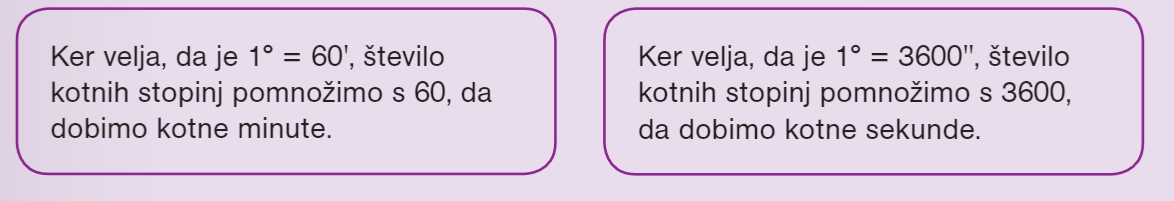 Ker velja, da je 1° = 60', število
kotnih stopinj pomnožimo s 60, da
dobimo kotne minute.
Ker velja, da je 1° = 3600", število
kotnih stopinj pomnožimo s 3600,
da dobimo kotne sekunde.